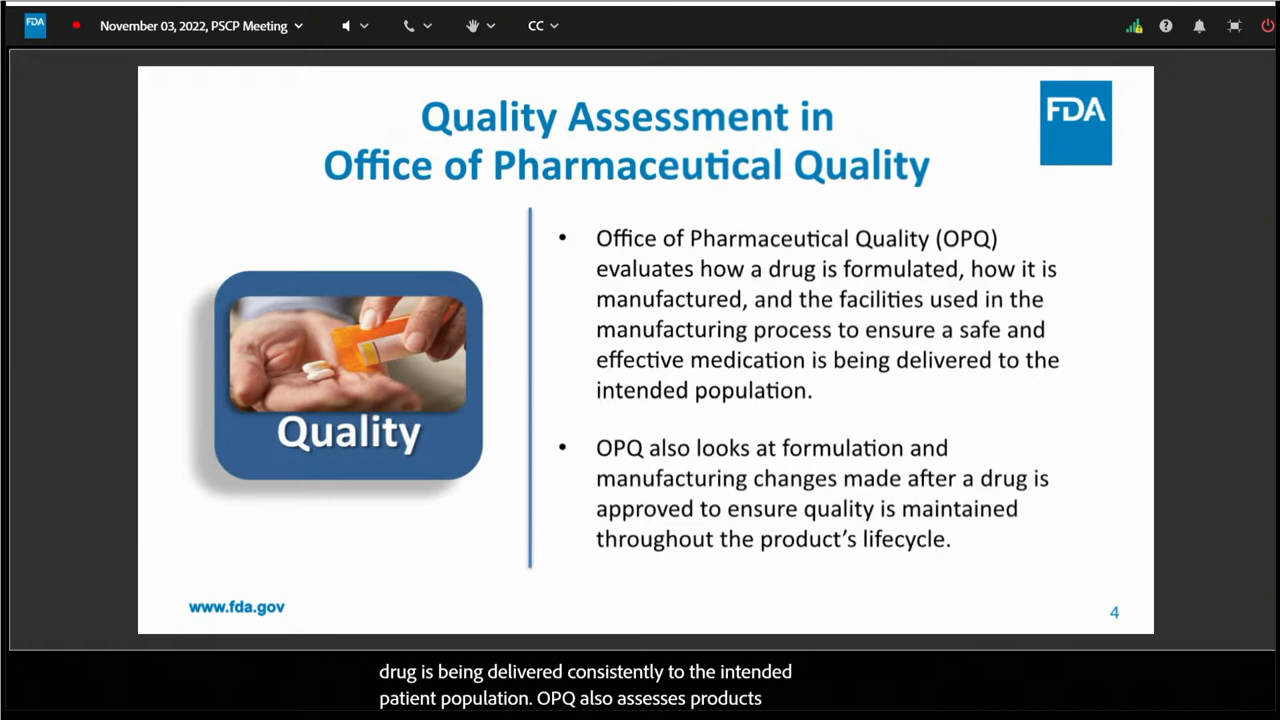 FDA
November 03, 2022, PSCP Meeting
CC
Quality Assessment in
Office of Pharmaceutical Quality
FDA
• Office of Pharmaceutical Quality (OPQ)
evaluates how a drug is formulated, how it is
manufactured, and the facilities used in the
manufacturing process to ensure a safe and
effective medication is being delivered to the
intended population.
Quality
• OPQ also looks at formulation and
manufacturing changes made after a drug is
approved to ensure quality is maintained
throughout the product’s lifecycle.
www.fda.gov
4
drug is being delivered consistently to the intended
patient population. OPQ also assesses products